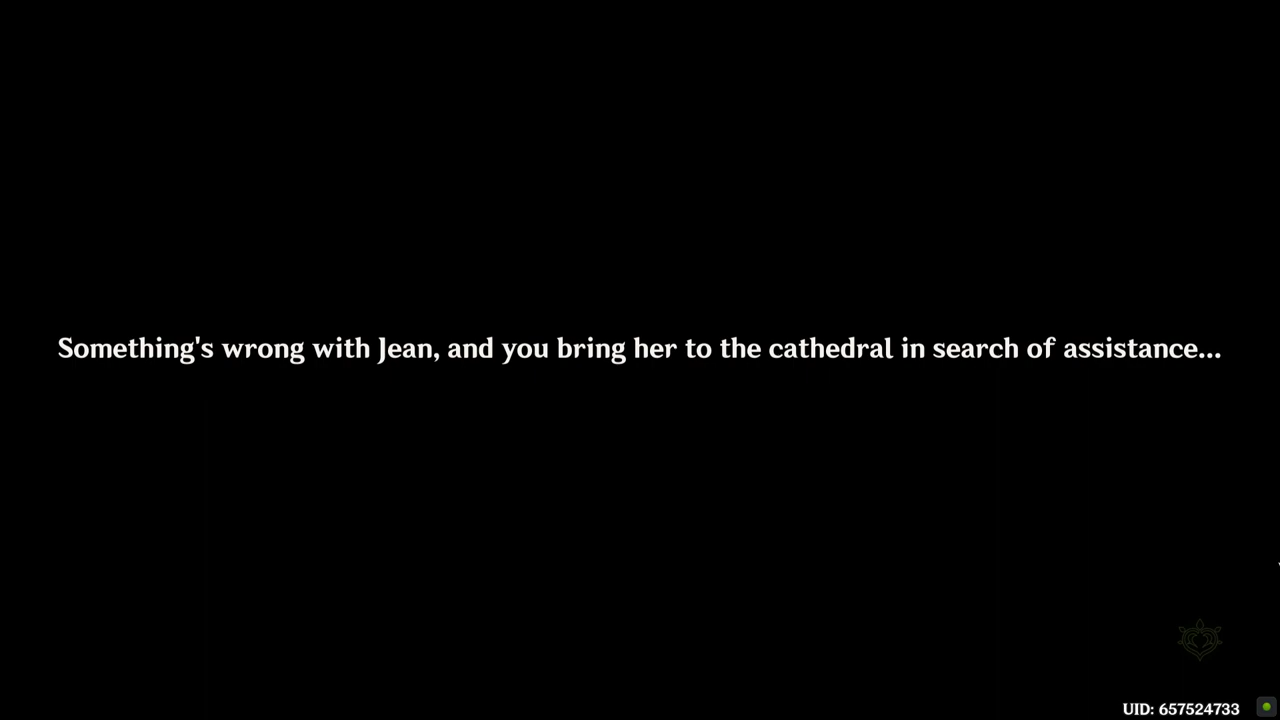 Something's wrong with Jean, and you bring her to the cathedral in search of assistance...
UID: 657524733